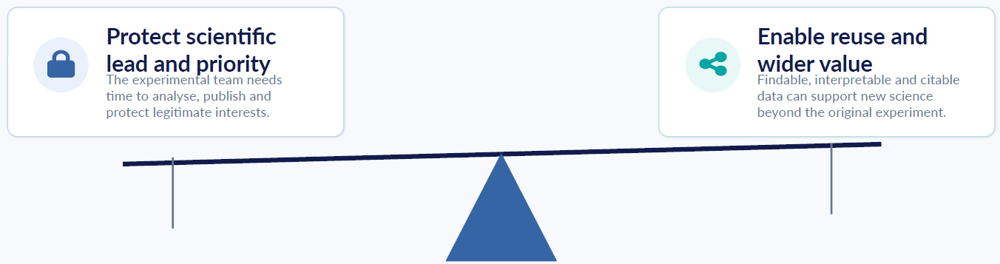 Protect scientific
lead and priority
The experimental team needs
time to analyse, publish and
protect legitimate interests.
Enable reuse and
wider value
Findable, interpretable and citable
data can support new science
beyond the original experiment.